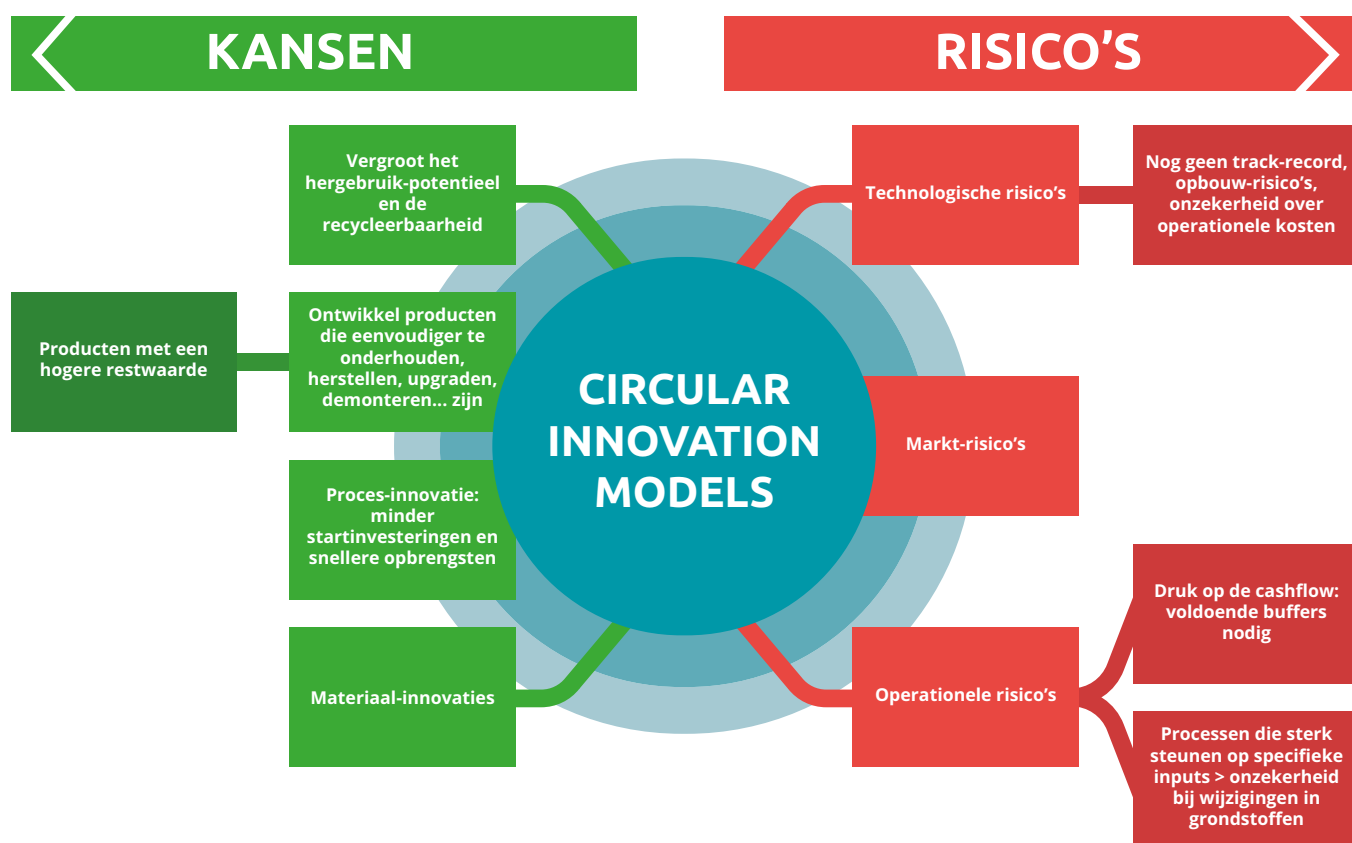 KANSEN
RISICO’S
Vergroot het
hergebruik-potentieel
en de
recycleerbaarheid
Technologische risico’s
Nog geen track-record,
opbouw-risico’s,
onzekerheid over
operationele kosten
Producten met een
hogere restwaarde
Ontwikkel producten
die eenvoudiger te
onderhouden,
herstellen, upgraden,
demonteren... zijn
CIRCULAR
INNOVATION
MODELS
Markt-risico’s
Proces-innovatie:
minder
startinvesteringen en
snellere opbrengsten
Materiaal-innovaties
Operationele risico’s
Druk op de cashflow:
voldoende buffers
nodig
Processen die sterk
steunen op specifieke
inputs > onzekerheid
bij wijzigingen in
grondstoffen